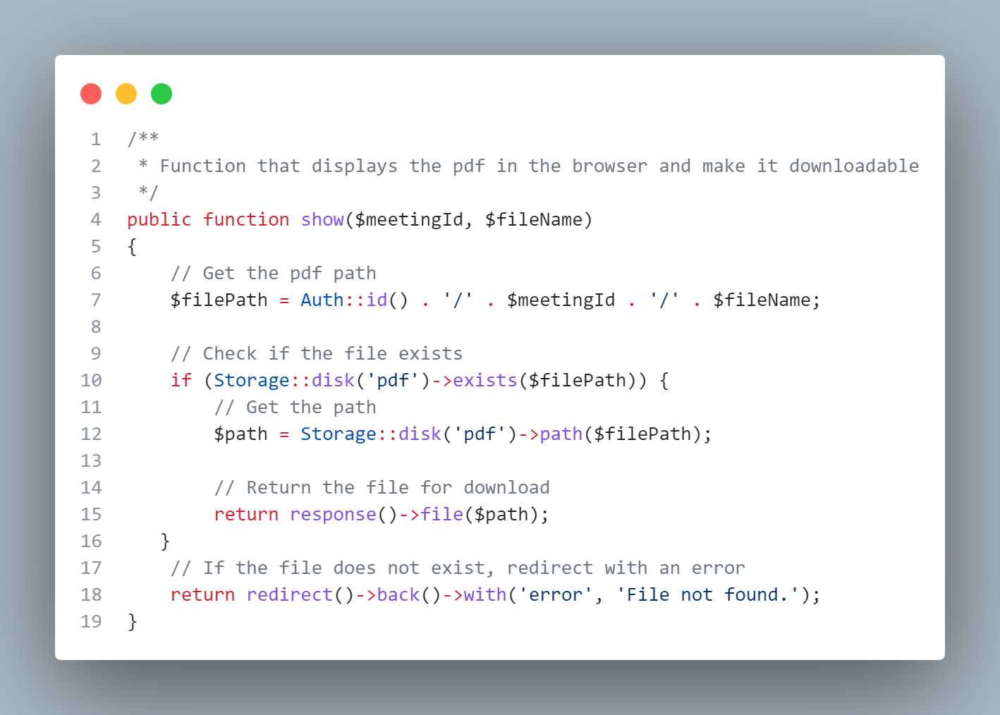 1 /**
2  * Function that displays the pdf in the browser and make it downloadable
3  */
4 public function show($meetingId, $fileName)
5 {
6     // Get the pdf path
7     $filePath = Auth::id() . '/' . $meetingId . '/' . $fileName;
8
9     // Check if the file exists
10     if (Storage::disk('pdf')->exists($filePath)) {
11         // Get the path
12         $path = Storage::disk('pdf')->path($filePath);
13
14         // Return the file for download
15         return response()->file($path);
16    }
17     // If the file does not exist, redirect with an error
18     return redirect()->back()->with('error', 'File not found.');
19 }